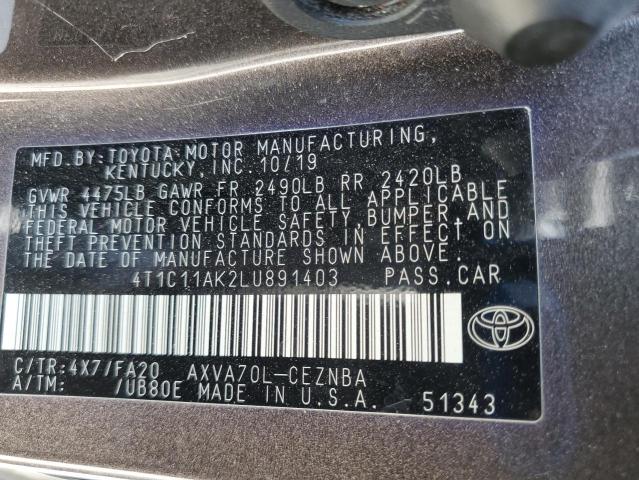 MFD.BY:TOYOTA MOTOR MANUFACTURING,
KENTUCKY, INC. 10/19
GVWR 4475LB GAWR FR 2490LB RR 2420LB
THIS VEHICLE CONFORMS TO ALL APPLICABLE
FEDERAL MOTOR VEHICLE SAFETY, BUMPER, AND
THEFT PREVENTION STANDARDS IN EFFECT ON
THE DATE OF MANUFACTURE SHOWN ABOVE.
4T1C11AK2LU891403 PASS.CAR
C/TR:4X7/FA20 AXVA70L-CEZNBA
A/TM: /UB80E MADE IN U.S.A. 51343